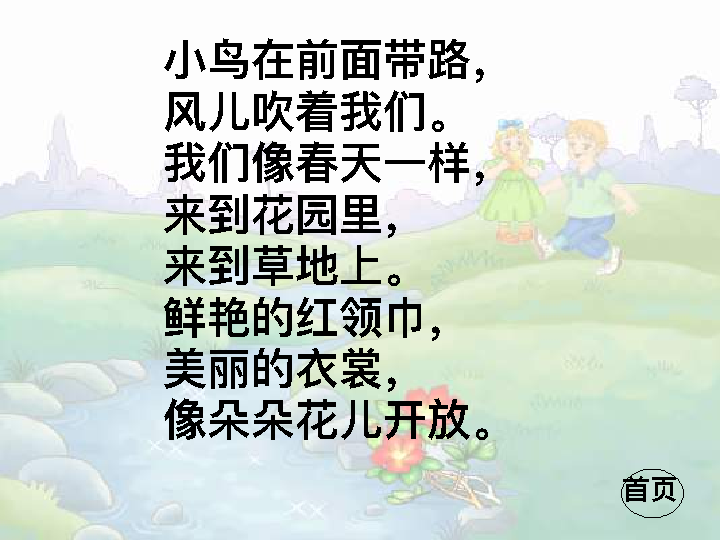 小鸟在前面带路，
风儿吹着我们。
我们像春天一样，
来到花园里，
来到草地上。
鲜艳的红领巾，
美丽的衣裳，
像朵朵花儿开放。
首页